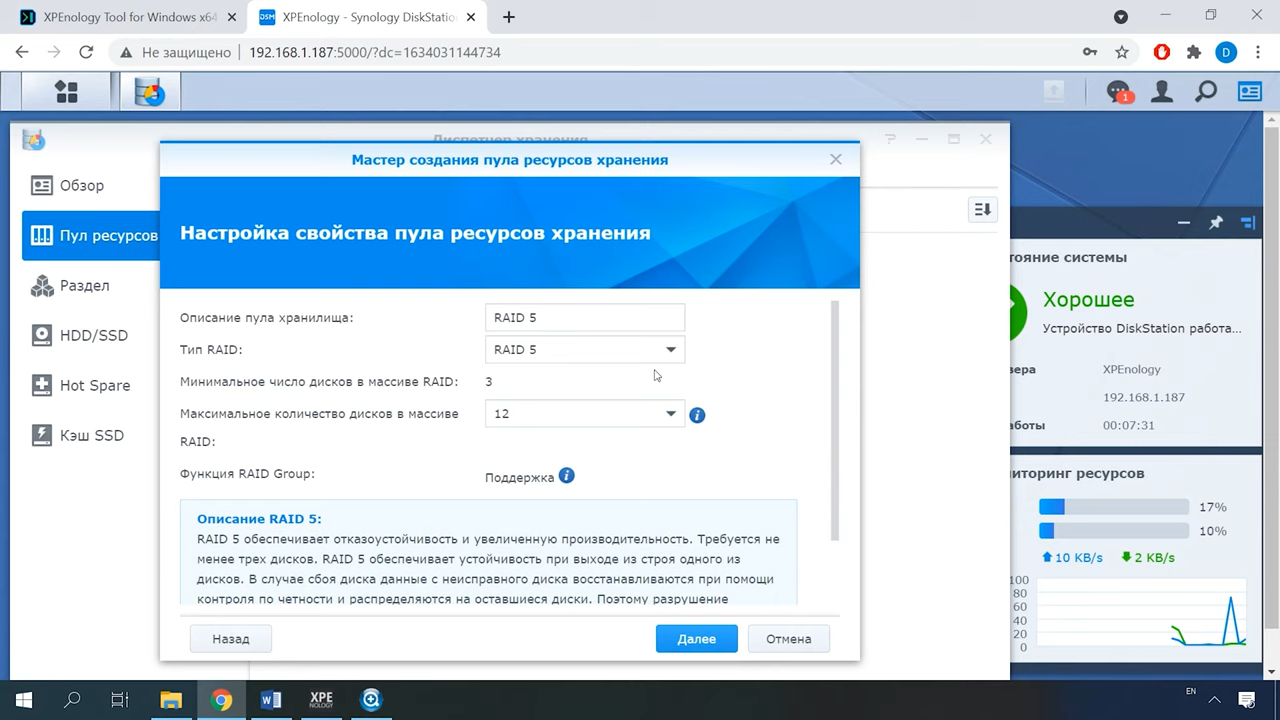 XPEnology Tool for Windows x64
XPEnology - Synology DiskStatio
Не защищено
192.168.1.187:5000/?dc=1634031144734
D
1
Диспетчер хранения
Мастер создания пула ресурсов хранения
Обзор
Пул ресурсов
Раздел
HDD/SSD
Hot Spare
Кэш SSD
Настройка свойства пула ресурсов хранения
Описание пула хранилища:
RAID 5
Тип RAID:
RAID 5
Минимальное число дисков в массиве RAID:
3
Максимальное количество дисков в массиве
RAID:
12
Функция RAID Group:
Поддержка
Описание RAID 5:
RAID 5 обеспечивает отказоустойчивость и увеличенную производительность. Требуется не
менее трех дисков. RAID 5 обеспечивает устойчивость при выходе из строя одного из
дисков. В случае сбоя диска данные с неисправного диска восстанавливаются при помощи
контроля по четности и распределяются на оставшиеся диски. Поэтому разрушение
Назад
Далее
Отмена
тояние системы
Хорошее
Устройство DiskStation работа...
вера
XPEnology
192.168.1.187
аботы
00:07:31
ниторинг ресурсов
17%
10%
10 KB/s
2 KB/s
100
80
60
40
20
0
XPE
NOLOGY
EN